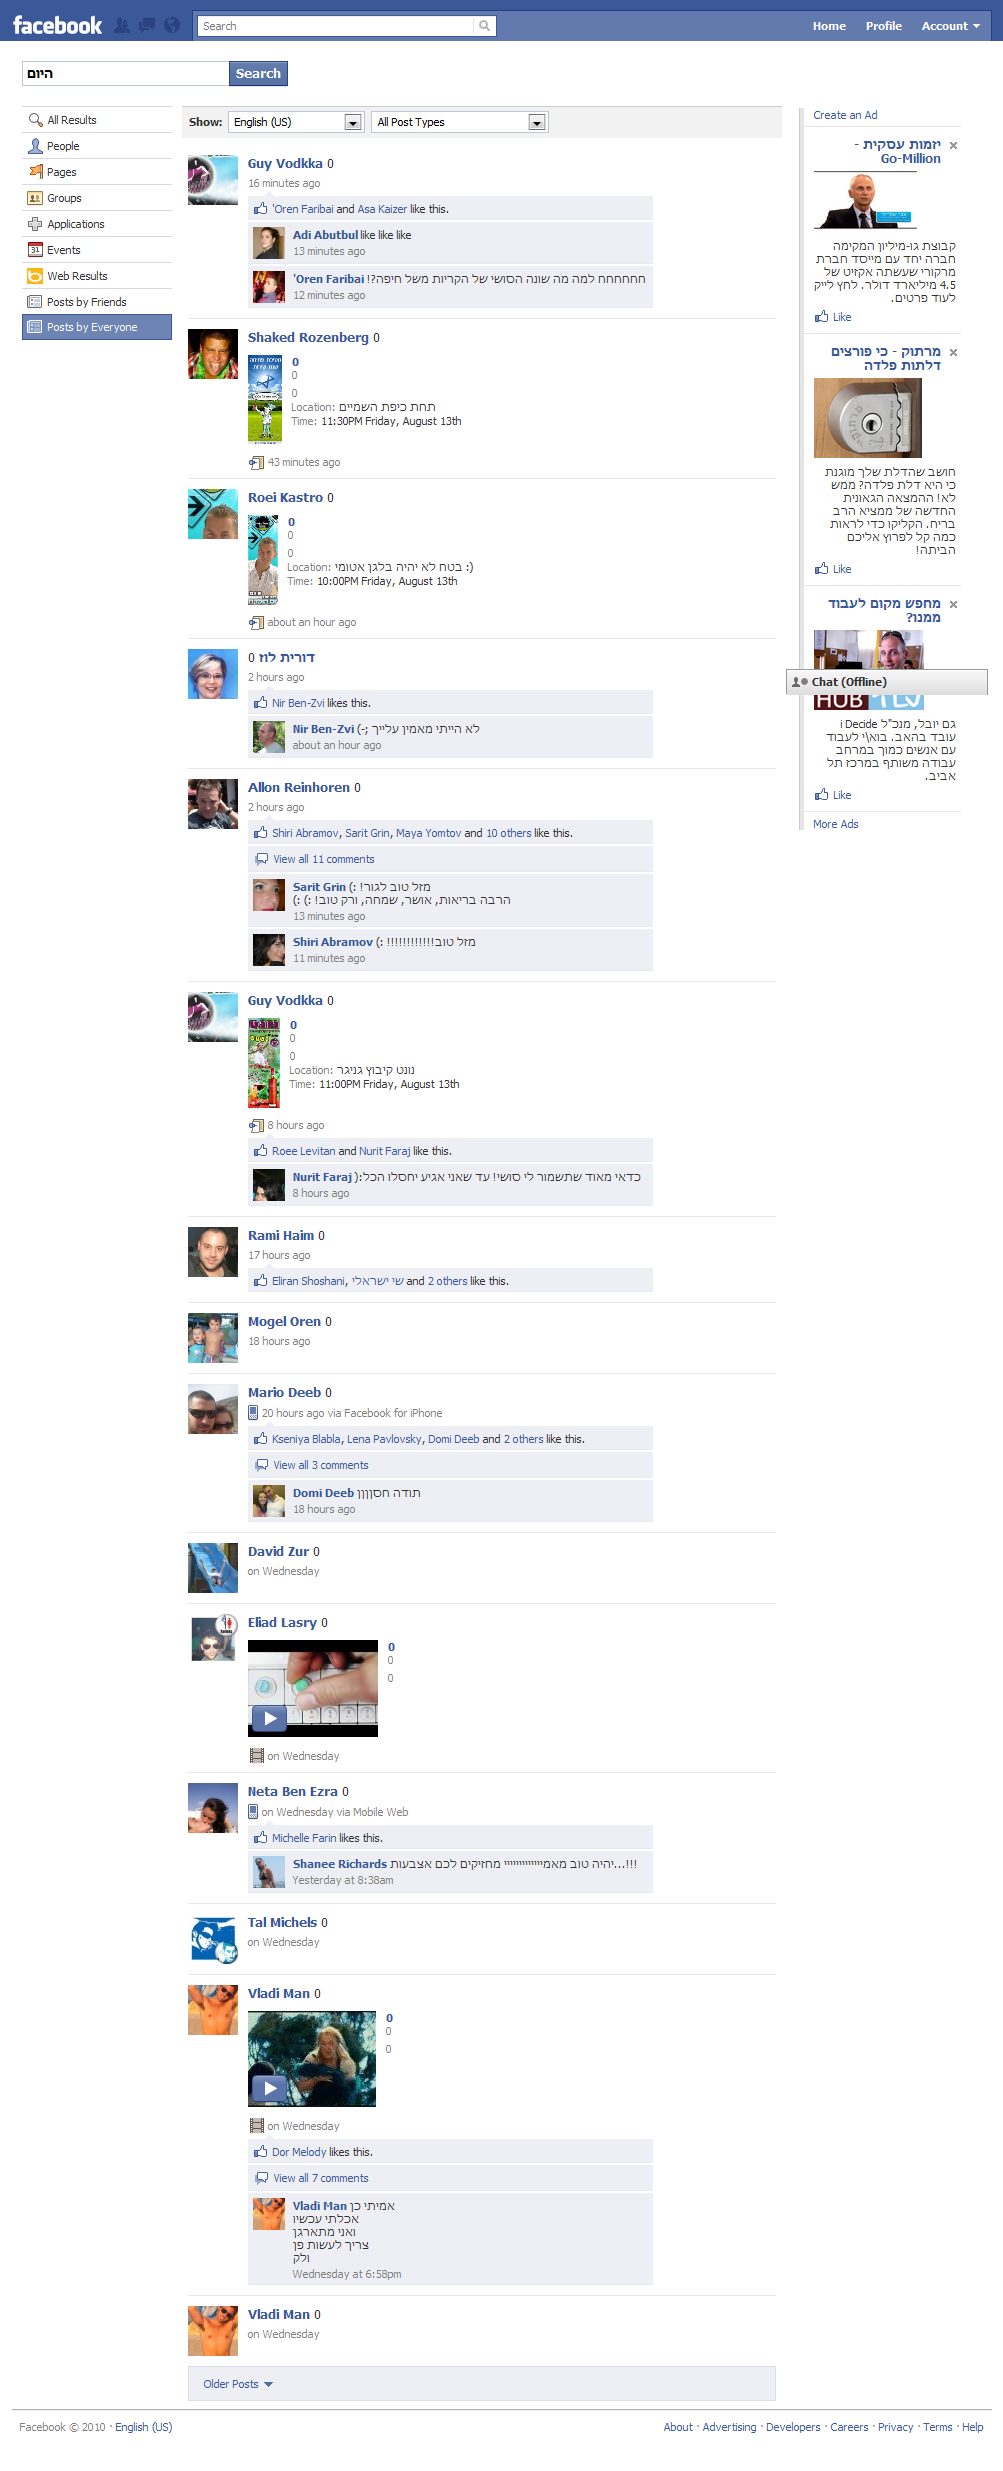 facebook
Search
Home Profile Account
היום Search
All Results
People
Pages
Groups
Applications
Events
Web Results
Posts by Friends
Posts by Everyone
Show: English (US) All Post Types
Guy Vodkka 0
16 minutes ago
'Oren Faribai and Asa Kaizer like this.
Adi Abutbul like like like
13 minutes ago
'Oren Faribai חחחחחח למה מה שונה הסושי של הקריות משל חיפה?!
12 minutes ago
Shaked Rozenberg 0
0
0
0
Location: תחת כיפת השמיים
Time: 11:30PM Friday, August 13th
43 minutes ago
Roei Kastro 0
0
0
0
Location: בטח לא יהיה בלגן אטומי :)
Time: 10:00PM Friday, August 13th
about an hour ago
דורית לוז 0
2 hours ago
Nir Ben-Zvi likes this.
Nir Ben-Zvi לא הייתי מאמין עלייך ;-)
about an hour ago
Allon Reinhoren 0
2 hours ago
Shiri Abramov, Sarit Grin, Maya Yomtov and 10 others like this.
View all 11 comments
Sarit Grin מזל טוב לגור! :)
הרבה בריאות, אושר, שמחה, ורק טוב! :) :)
13 minutes ago
Shiri Abramov מזל טוב!!!!!!!!!!!! :)
11 minutes ago
Guy Vodkka 0
0
0
0
Location: נונט קיבוץ גניגר
Time: 11:00PM Friday, August 13th
8 hours ago
Roee Levitan and Nurit Faraj like this.
Nurit Faraj כדאי מאוד שתשמור לי סושי! עד שאני אגיע יחסלו הכל:(
8 hours ago
Rami Haim 0
17 hours ago
Eliran Shoshani, שי ישראלי and 2 others like this.
Mogel Oren 0
18 hours ago
Mario Deeb 0
20 hours ago via Facebook for iPhone
Kseniya Blabla, Lena Pavlovsky, Domi Deeb and 2 others like this.
View all 3 comments
Domi Deeb תודה חסןןןן
18 hours ago
David Zur 0
on Wednesday
Eliad Lasry 0
0
0
0
on Wednesday
Neta Ben Ezra 0
on Wednesday via Mobile Web
Michelle Farin likes this.
Shanee Richards יהיה טוב מאמיייייייייייייי מחזיקים לכם אצבעות...!!!
Yesterday at 8:38am
Tal Michels 0
on Wednesday
Vladi Man 0
0
0
0
on Wednesday
Dor Melody likes this.
View all 7 comments
Vladi Man אמיתי כן
אכלתי עכשיו
ואני מתארגן
צריך לעשות פן
ולק
Wednesday at 6:58pm
Vladi Man 0
on Wednesday
Older Posts
Create an Ad
יזמות עסקית -
Go-Million
קבוצת גו-מיליון המקימה
חברה יחד עם מייסד חברת
מרקורי שעשתה אקזיט של
4.5 מיליארד דולר. לחץ לייק
לעוד פרטים.
Like
מרתוק - כי פורצים
דלתות פלדה
חושב שהדלת שלך מוגנת
כי היא דלת פלדה? ממש
לא! ההמצאה הגאונית
החדשה של ממציא הרב
בריח. הקליקו כדי לראות
כמה קל לפרוץ אליכם
הביתה!
Like
מחפש מקום לעבוד
ממנו?
Chat (Offline)
HUB TLV
גם יובל, מנכ"ל i Decide
עובד בהאב. בוא\י לעבוד
עם אנשים כמוך במרחב
עבודה משותף במרכז תל
אביב.
Like
More Ads
Facebook © 2010 · English (US)
About · Advertising · Developers · Careers · Privacy · Terms · Help